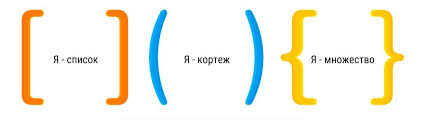 [ Я - список ] ( Я - кортеж ) { Я - множество }